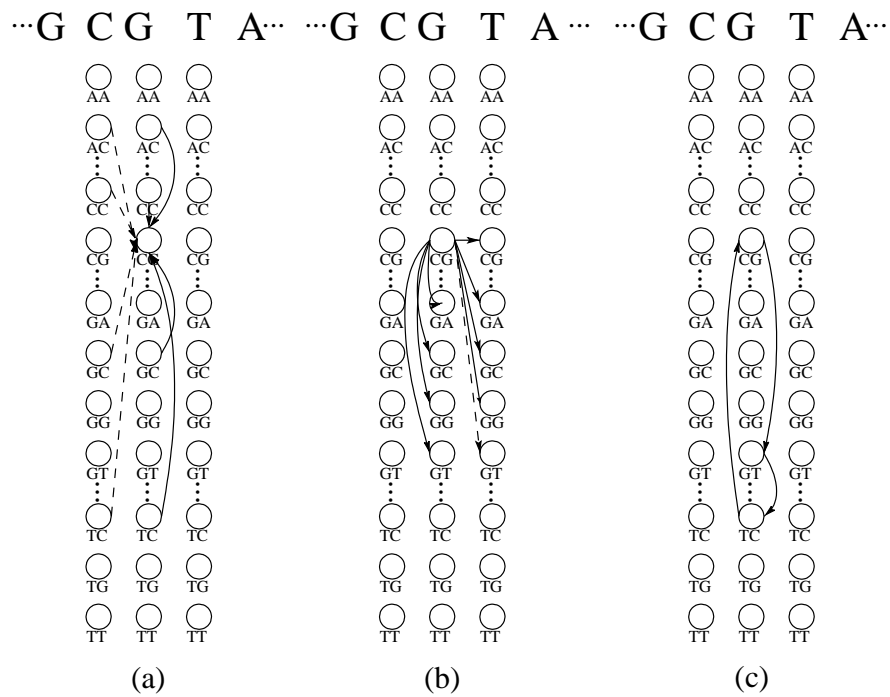 ···G C G T A··· ···G C G T A ··· ···G C G T A···
AA AA AA AA AA AA AA AA AA
AC AC AC AC AC AC AC AC AC
CC CC CC CC CC CC CC CC CC
CG CG CG CG CG CG CG CG CG
GA GA GA GA GA GA GA GA GA
GC GC GC GC GC GC GC GC GC
GG GG GG GG GG GG GG GG GG
GT GT GT GT GT GT GT GT GT
TC TC TC TC TC TC TC TC TC
TG TG TG TG TG TG TG TG TG
TT TT TT TT TT TT TT TT TT
(a) (b) (c)